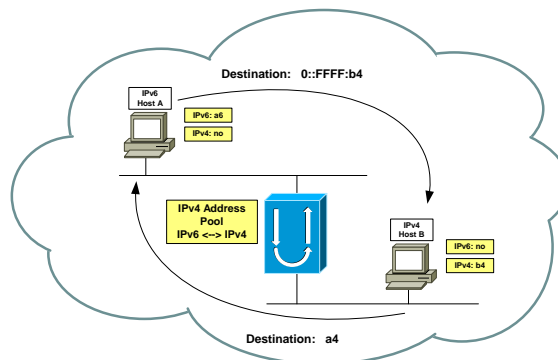 Destination: 0::FFFF:b4
IPv6
Host A
IPv6: a6
IPv4: no
IPv4 Address
Pool
IPv6 <--> IPv4
IPv4
Host B
IPv6: no
IPv4: b4
Destination: a4